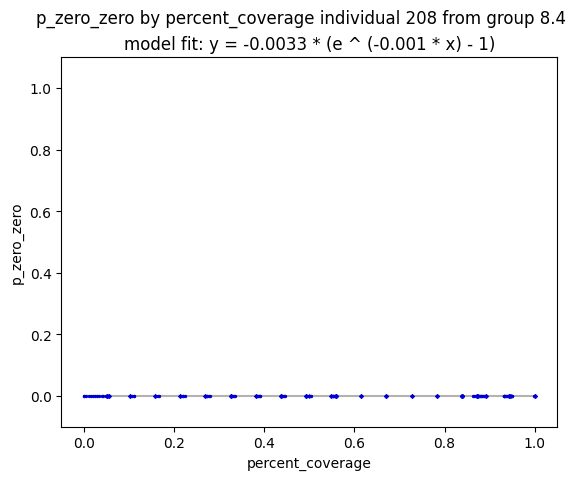 p_zero_zero by percent_coverage individual 208 from group 8.4
model fit: y = -0.0033 * (e ^ (-0.001 * x) - 1)
1.0
0.8
0.6
0.4
0.2
0.0
p_zero_zero
0.0 0.2 0.4 0.6 0.8 1.0
percent_coverage